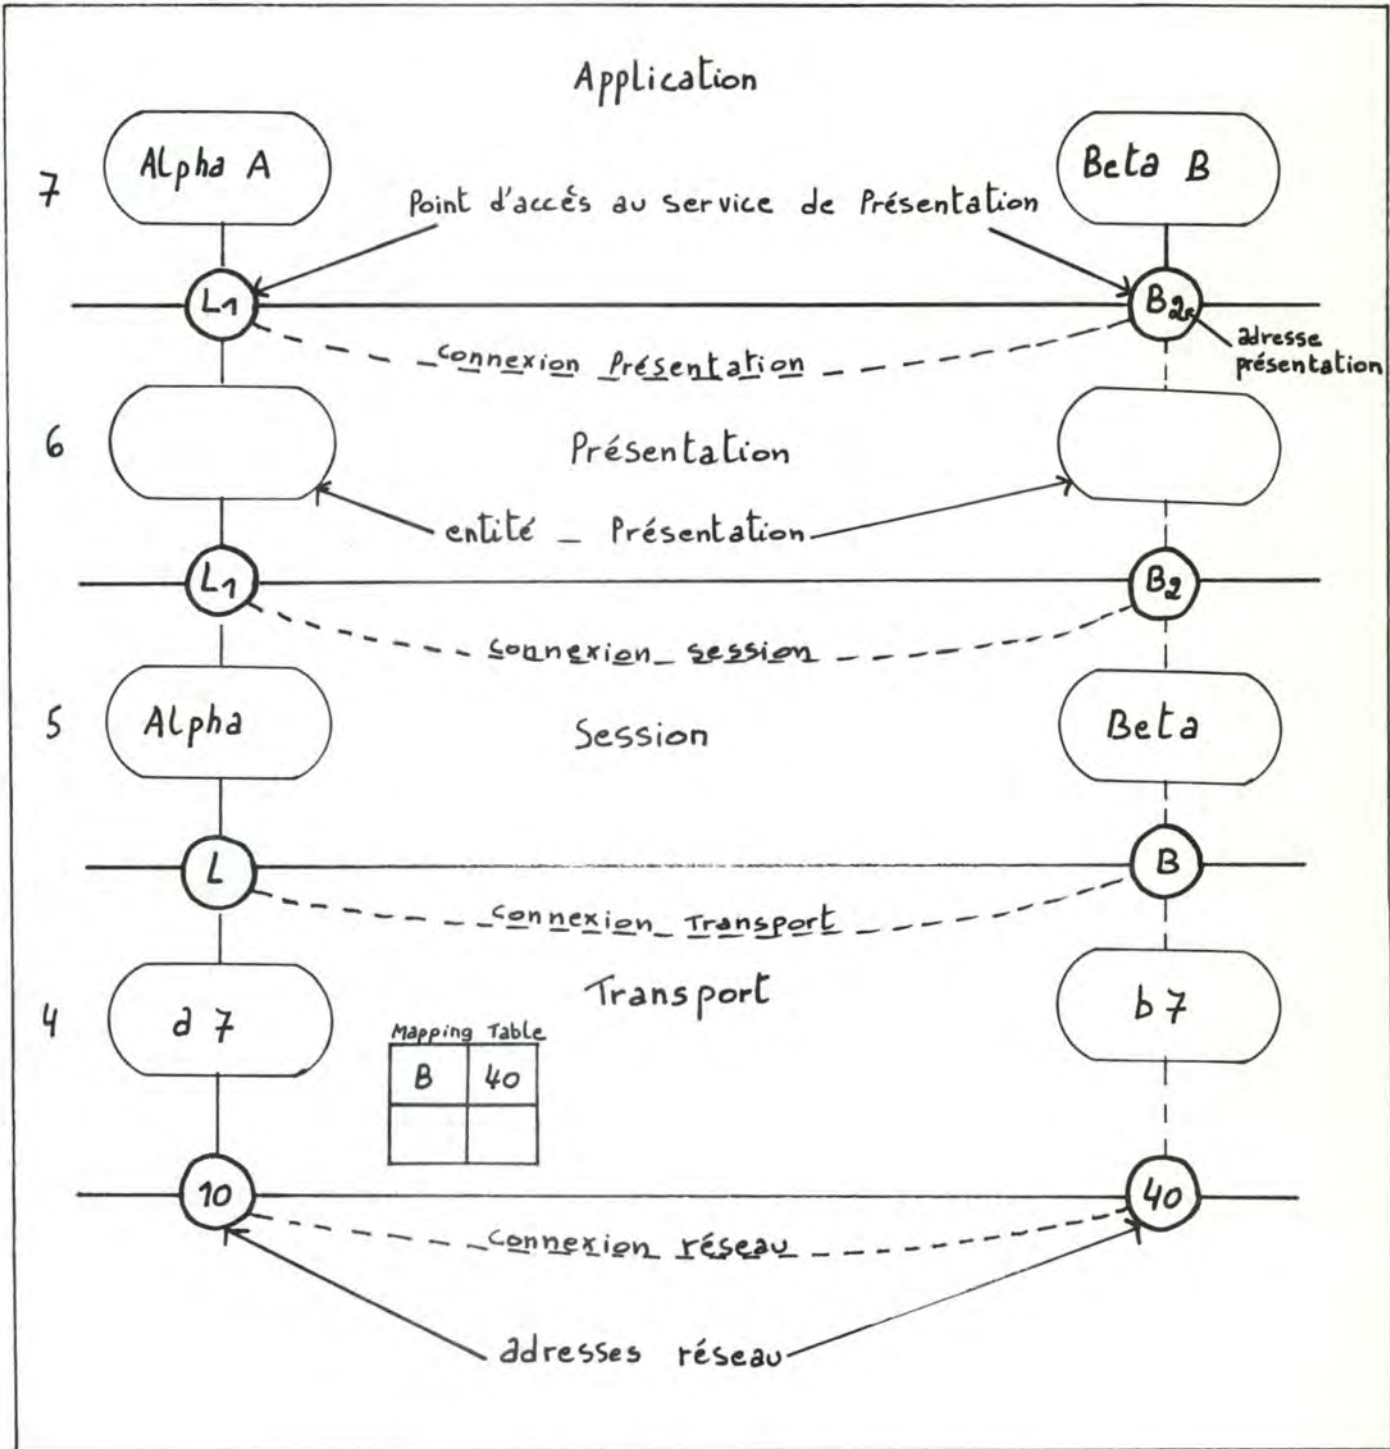 Application
7
Alpha A
Beta B
Point d'accés au service de Présentation
L1
B2
adresse
présentation
connexion Présentation
6
Présentation
entité - Présentation
L1
B2
connexion session
5
Alpha
Session
Beta
L
B
connexion Transport
4
a 7
Transport
b 7
Mapping Table
B 40
10
40
connexion réseau
adresses réseau